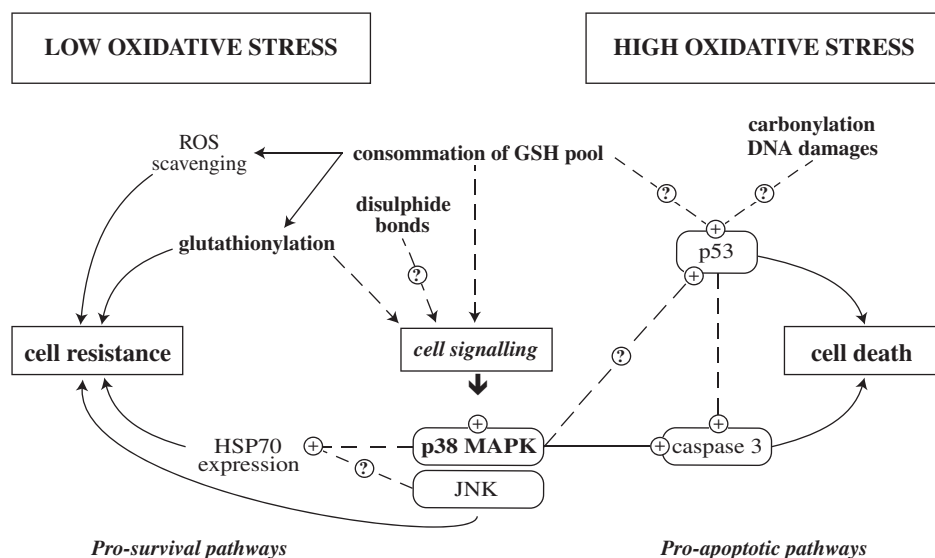 LOW OXIDATIVE STRESS
HIGH OXIDATIVE STRESS
carbonylation
DNA damages
ROS
scavenging
consommation of GSH pool
?
?
disulphide
bonds
glutathionylation
?
+
p53
+
cell resistance
cell signalling
?
cell death
+
+
HSP70
expression
+
?
p38 MAPK
+
caspase 3
JNK
Pro-survival pathways
Pro-apoptotic pathways